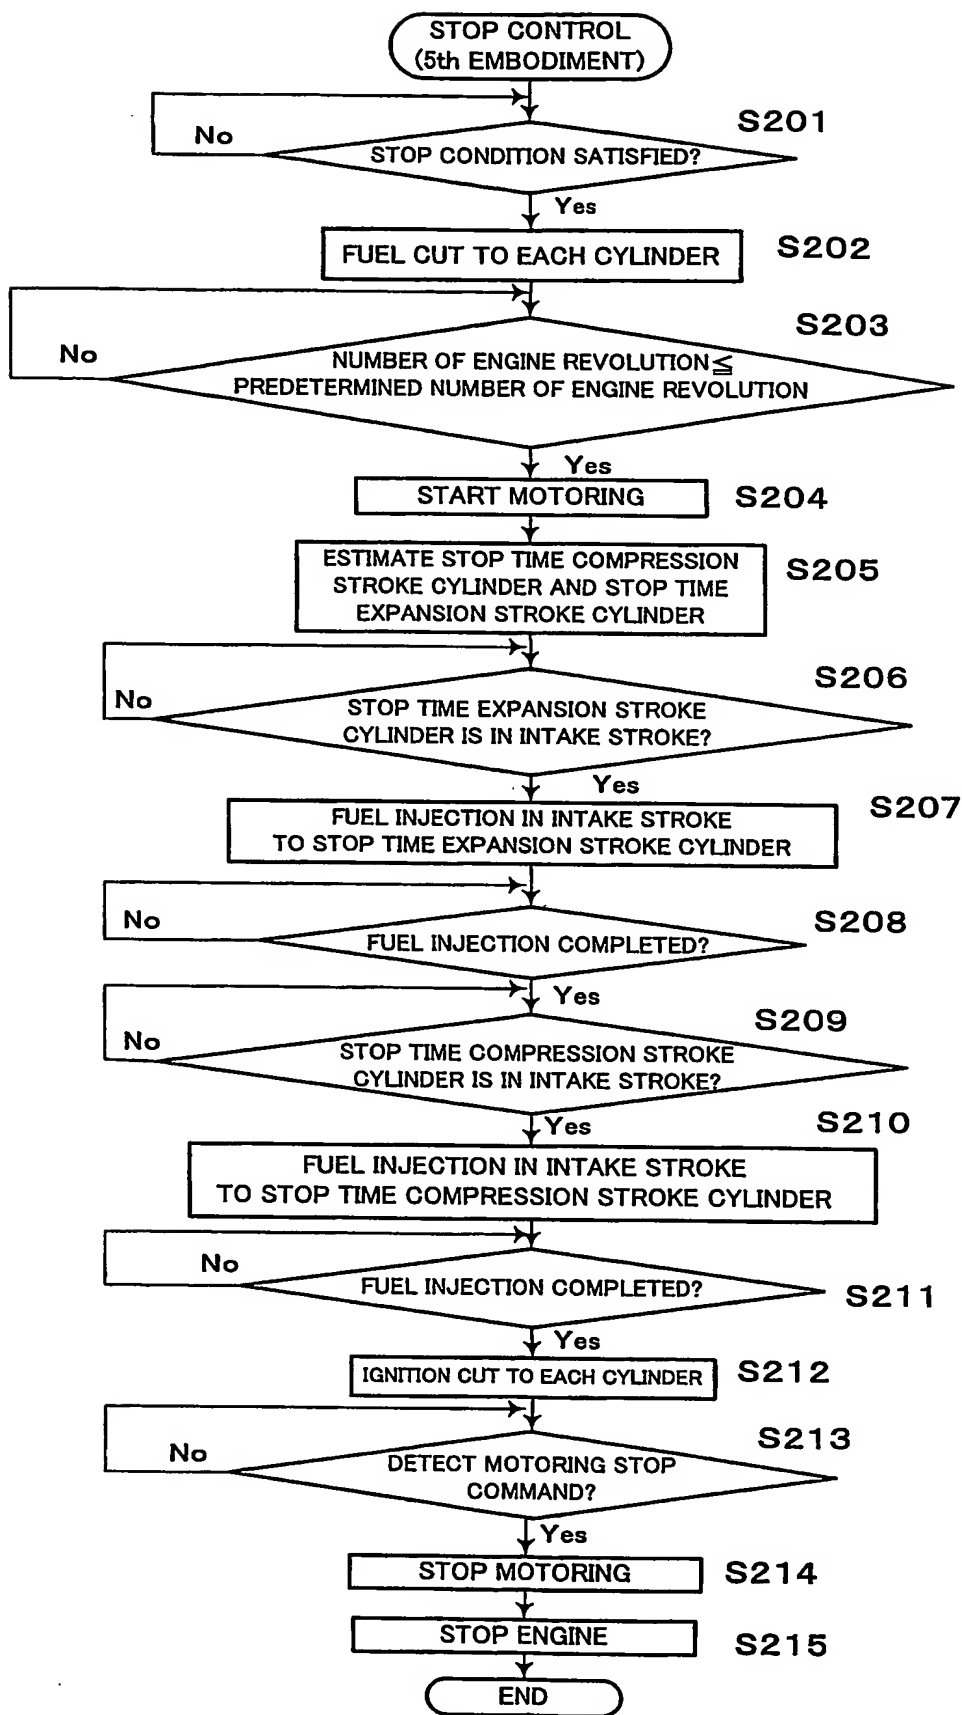 STOP CONTROL
(5th EMBODIMENT)
S201
No
STOP CONDITION SATISFIED?
Yes
FUEL CUT TO EACH CYLINDER
S202
S203
No
NUMBER OF ENGINE REVOLUTION≦
PREDETERMINED NUMBER OF ENGINE REVOLUTION
Yes
START MOTORING
S204
ESTIMATE STOP TIME COMPRESSION
STROKE CYLINDER AND STOP TIME
EXPANSION STROKE CYLINDER
S205
S206
No
STOP TIME EXPANSION STROKE
CYLINDER IS IN INTAKE STROKE?
Yes
S207
FUEL INJECTION IN INTAKE STROKE
TO STOP TIME EXPANSION STROKE CYLINDER
No
S208
FUEL INJECTION COMPLETED?
Yes
S209
No
STOP TIME COMPRESSION STROKE
CYLINDER IS IN INTAKE STROKE?
Yes
S210
FUEL INJECTION IN INTAKE STROKE
TO STOP TIME COMPRESSION STROKE CYLINDER
No
FUEL INJECTION COMPLETED?
S211
Yes
IGNITION CUT TO EACH CYLINDER
S212
S213
No
DETECT MOTORING STOP
COMMAND?
Yes
STOP MOTORING
S214
STOP ENGINE
S215
END